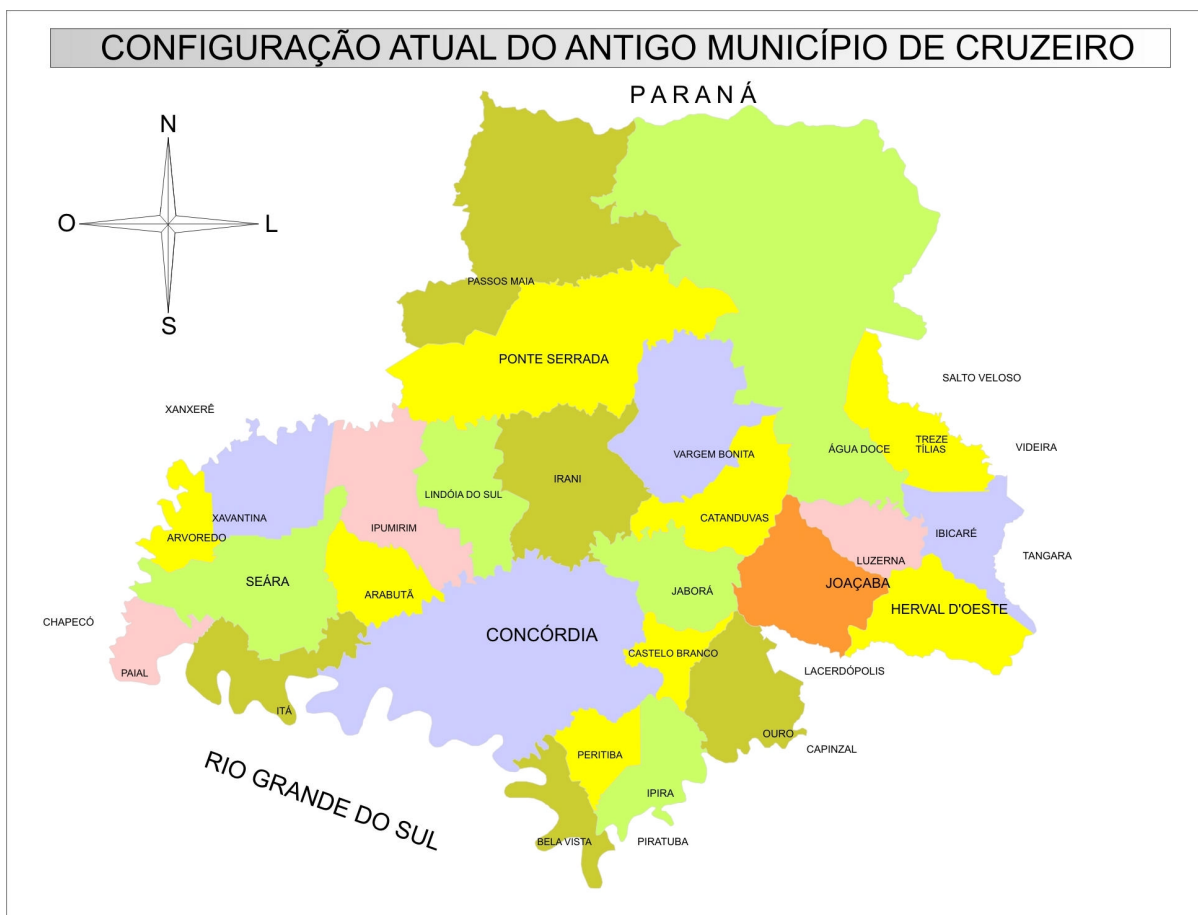 CONFIGURAÇÃO ATUAL DO ANTIGO MUNICÍPIO DE CRUZEIRO
PARANÁ
N
O
L
S
PASSOS MAIA
PONTE SERRADA
SALTO VELOSO
XANXERÊ
TREZE
TÍLIAS
VIDEIRA
ÁGUA DOCE
VARGEM BONITA
IRANI
LINDÓIA DO SUL
XAVANTINA
IPUMIRIM
CATANDUVAS
IBICARÉ
ARVOREDO
LUZERNA
TANGARA
SEÁRA
JOAÇABA
ARABUTÃ
JABORÁ
HERVAL D'OESTE
CHAPECÓ
CONCÓRDIA
CASTELO BRANCO
PAIAL
LACERDÓPOLIS
ITÁ
OURO
CAPINZAL
PERITIBA
RIO GRANDE DO SUL
IPIRA
BELA VISTA
PIRATUBA